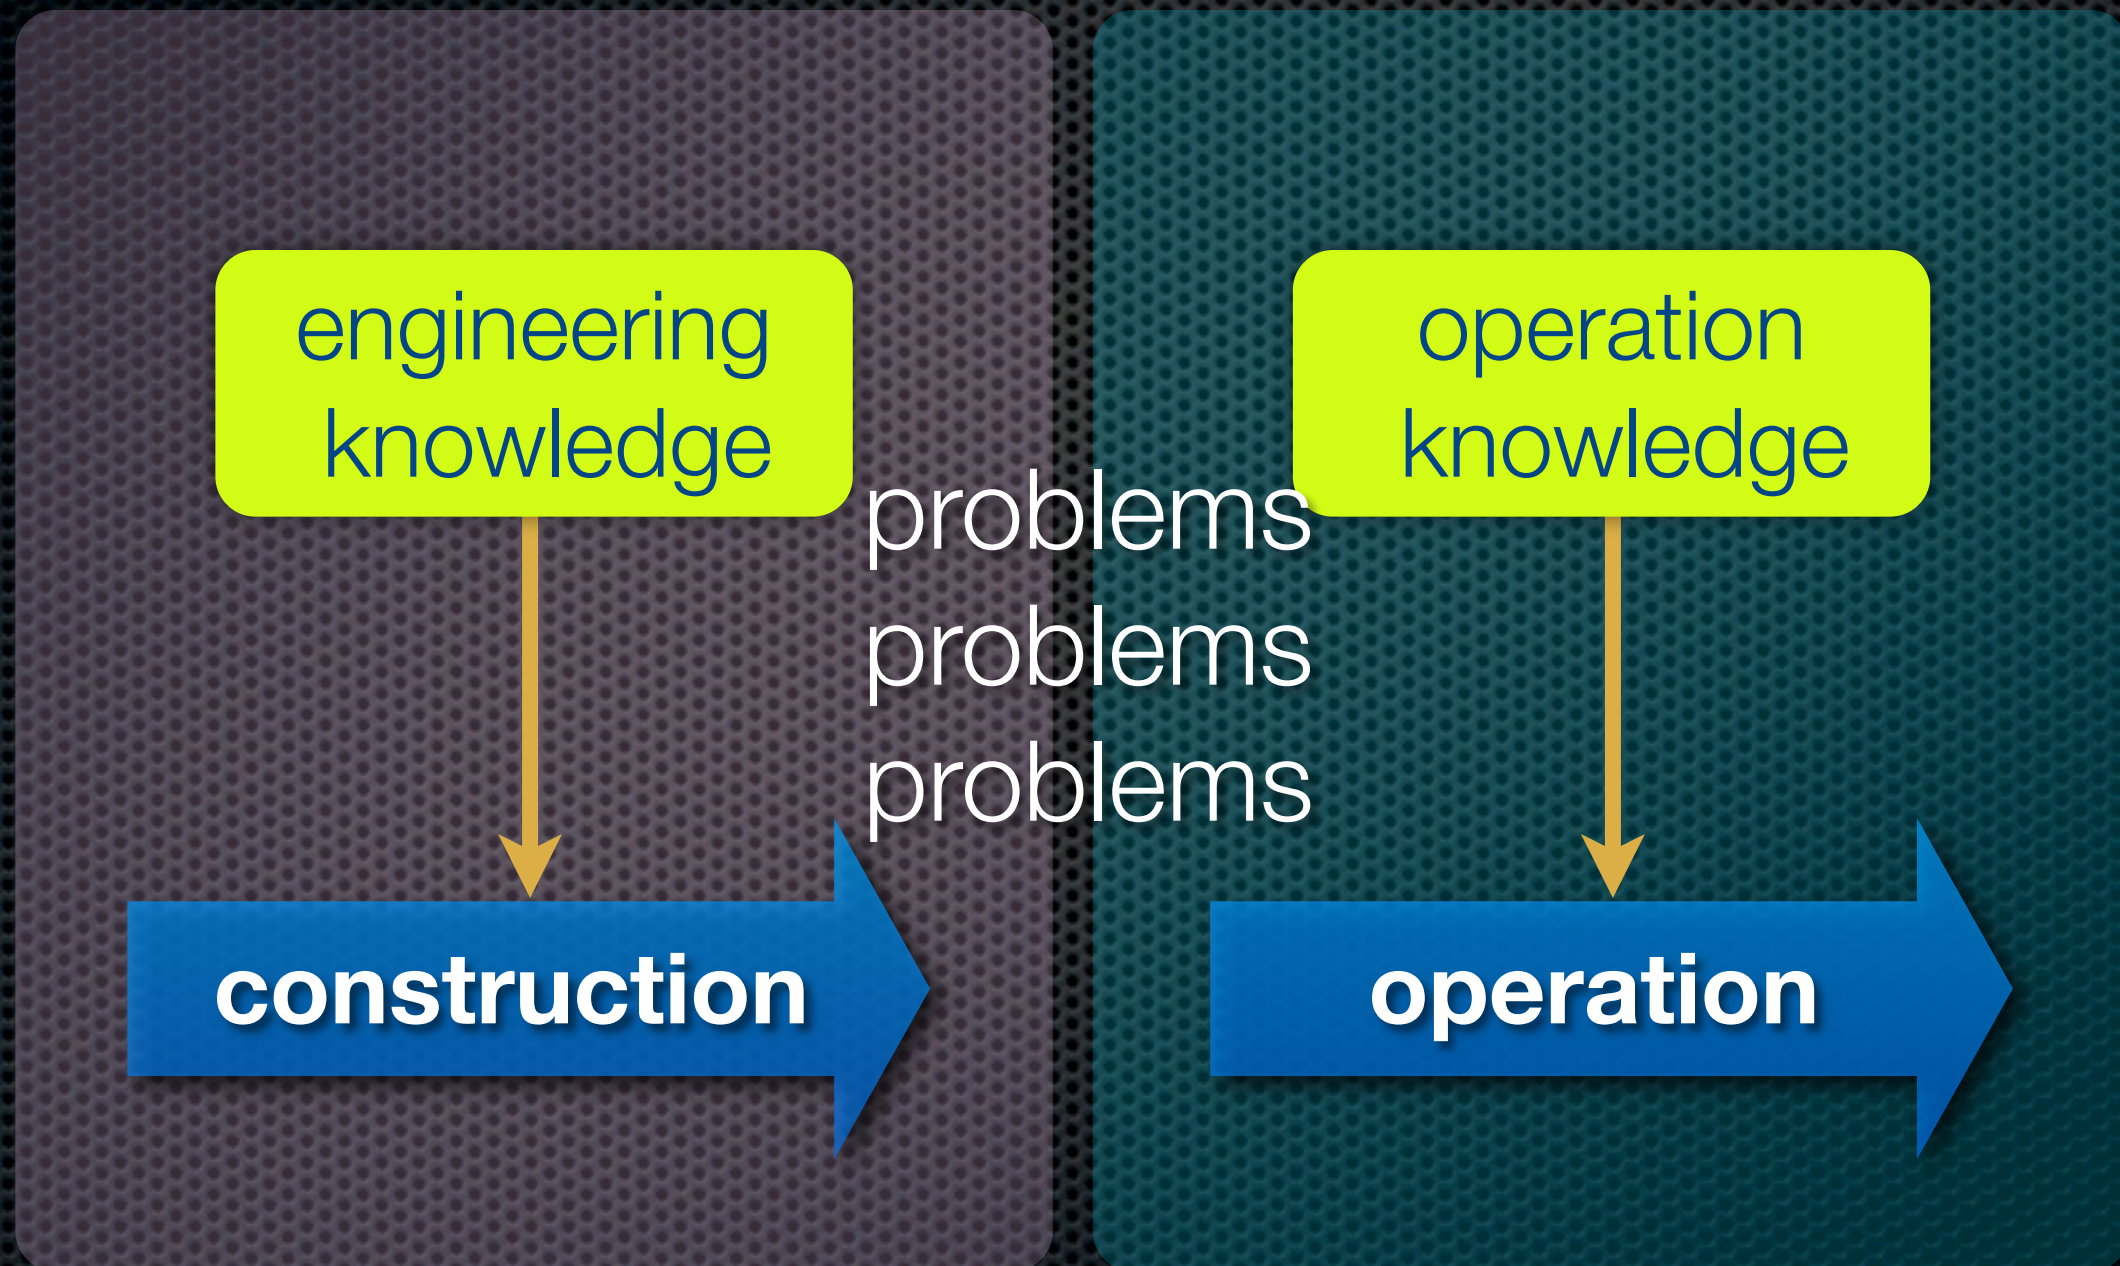 engineering
knowledge
operation
knowledge
problems
problems
problems
construction
operation